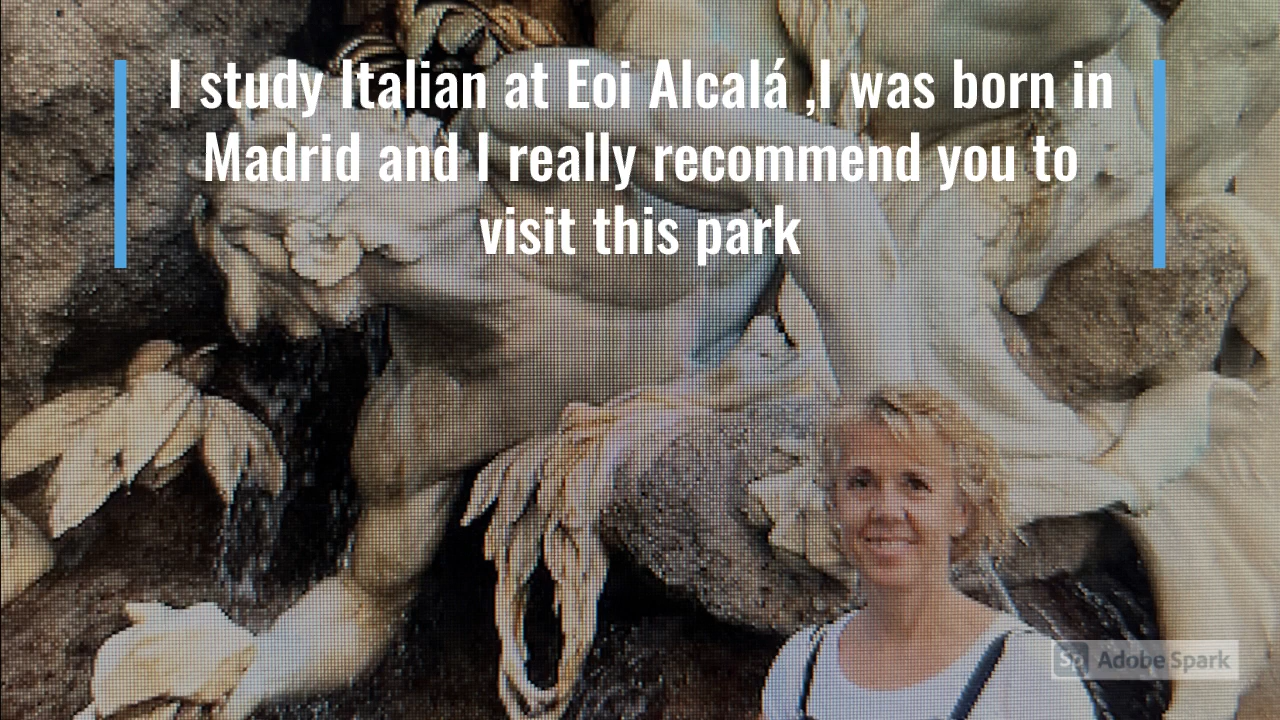 I study Italian at Eoi Alcalá ,I was born in
Madrid and I really recommend you to
visit this park
Sp Adobe Spark